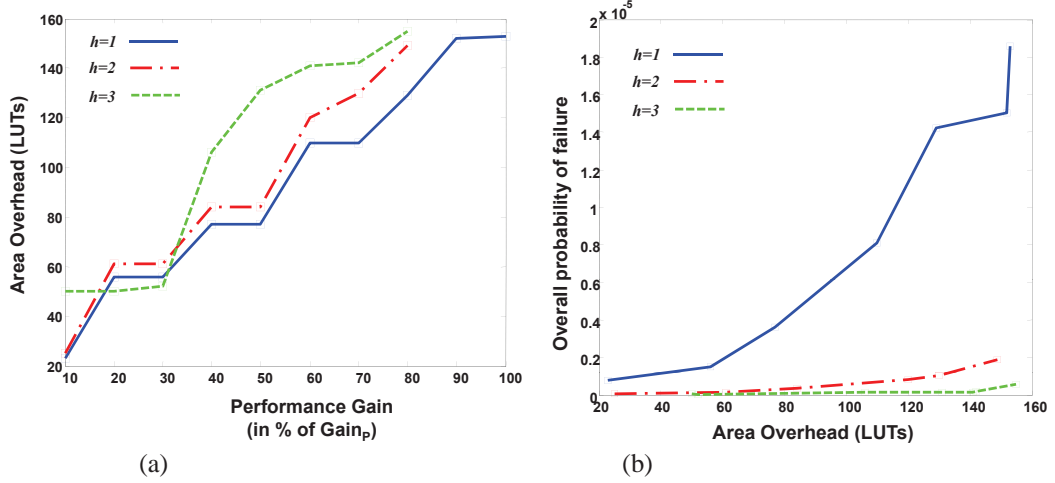 160
140
120
100
80
60
40
20
10 20 30 40 50 60 70 80 90 100
Area Overhead (LUTs)
h=1
h=2
h=3
Performance Gain
(in % of GainP)
(a)
2 x 10-5
1.8
1.6
1.4
1.2
1
0.8
0.6
0.4
0.2
0
20 40 60 80 100 120 140 160
Overall probability of failure
h=1
h=2
h=3
Area Overhead (LUTs)
(b)